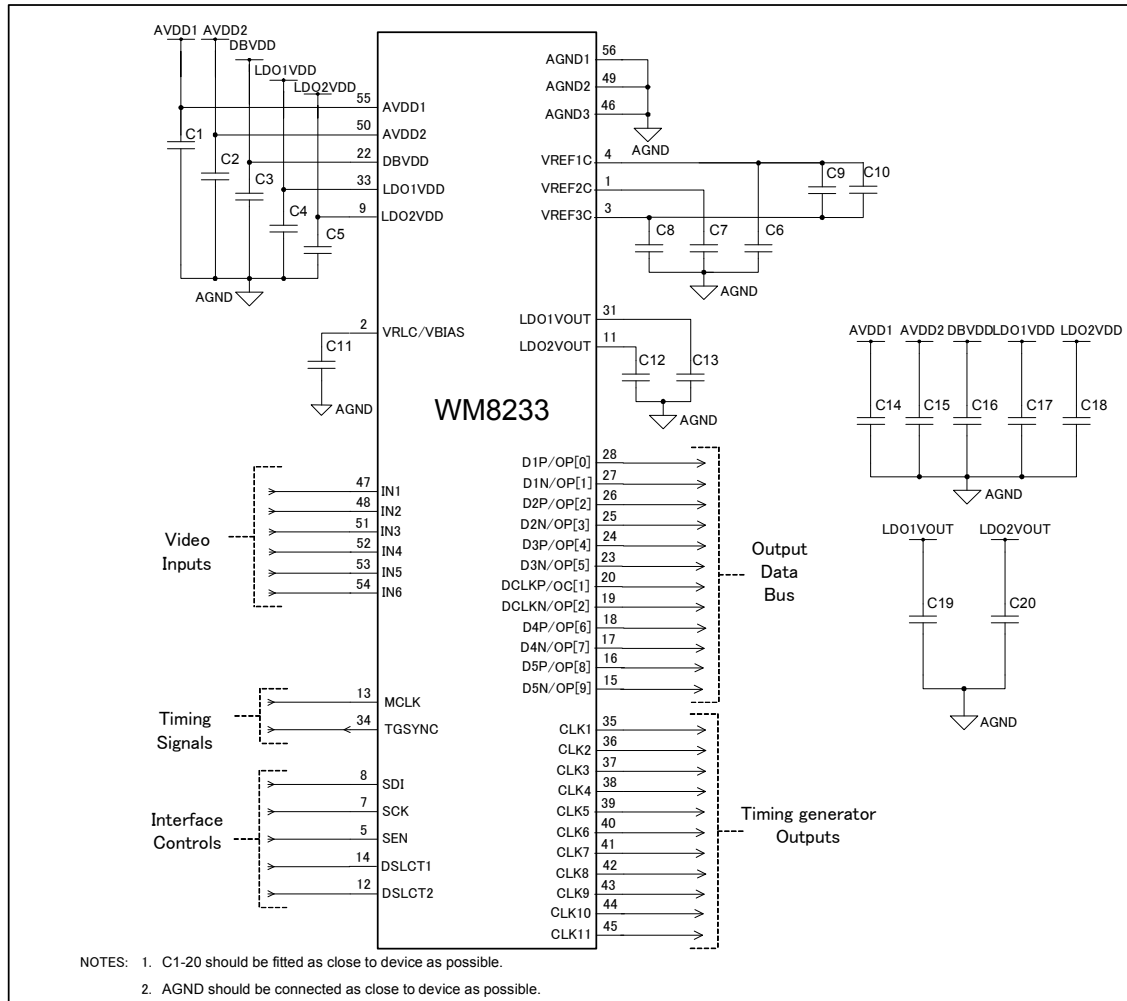 AVDD1 AVDD2
DBVDD
LDO1VDD
LDO2VDD
55 AVDD1
50 AVDD2
22 DBVDD
33 LDO1VDD
9 LDO2VDD
C1
C2
C3
C4
C5
AGND
2 VRLC/VBIAS
C11
AGND
WM8233
AGND1 56
AGND2 49
AGND3 46
AGND
VREF1C 4
VREF2C 1
VREF3C 3
C9 C10
C8 C7 C6
AGND
LDO1VOUT 31
LDO2VOUT 11
C12 C13
AGND
Video
Inputs
47 IN1
48 IN2
51 IN3
52 IN4
53 IN5
54 IN6
Timing
Signals
13 MCLK
34 TGSYNC
Interface
Controls
8 SDI
7 SCK
5 SEN
14 DSLCT1
12 DSLCT2
D1P/OP[0] 28
D1N/OP[1] 27
D2P/OP[2] 26
D2N/OP[3] 25
D3P/OP[4] 24
D3N/OP[5] 23
DCLKP/OC[1] 20
DCLKN/OP[2] 19
D4P/OP[6] 18
D4N/OP[7] 17
D5P/OP[8] 16
D5N/OP[9] 15
Output
Data
Bus
CLK1 35
CLK2 36
CLK3 37
CLK4 38
CLK5 39
CLK6 40
CLK7 41
CLK8 42
CLK9 43
CLK10 44
CLK11 45
Timing generator
Outputs
AVDD1 AVDD2 DBVDD LDO1VDD LDO2VDD
C14 C15 C16 C17 C18
AGND
LDO1VOUT LDO2VOUT
C19 C20
AGND
NOTES: 1. C1-20 should be fitted as close to device as possible.
2. AGND should be connected as close to device as possible.